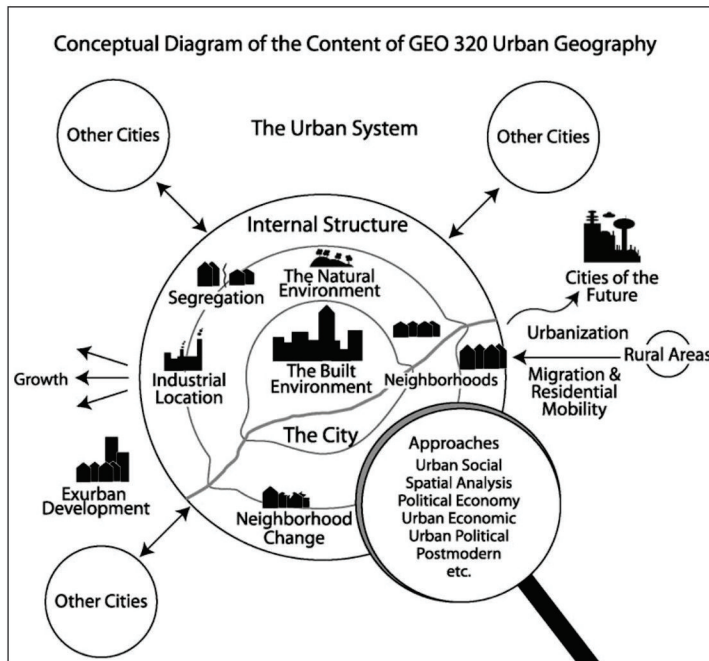 Conceptual Diagram of the Content of GEO 320 Urban Geography
Other Cities
The Urban System
Other Cities
Internal Structure
Segregation
The Natural
Environment
Cities of the
Future
Urbanization
Rural Areas
Migration &
Residential
Mobility
Growth
Industrial
Location
The Built
Environment
Neighborhoods
The City
Exurban
Development
Neighborhood
Change
Approaches
Urban Social
Spatial Analysis
Political Economy
Urban Economic
Urban Political
Postmodern
etc.
Other Cities